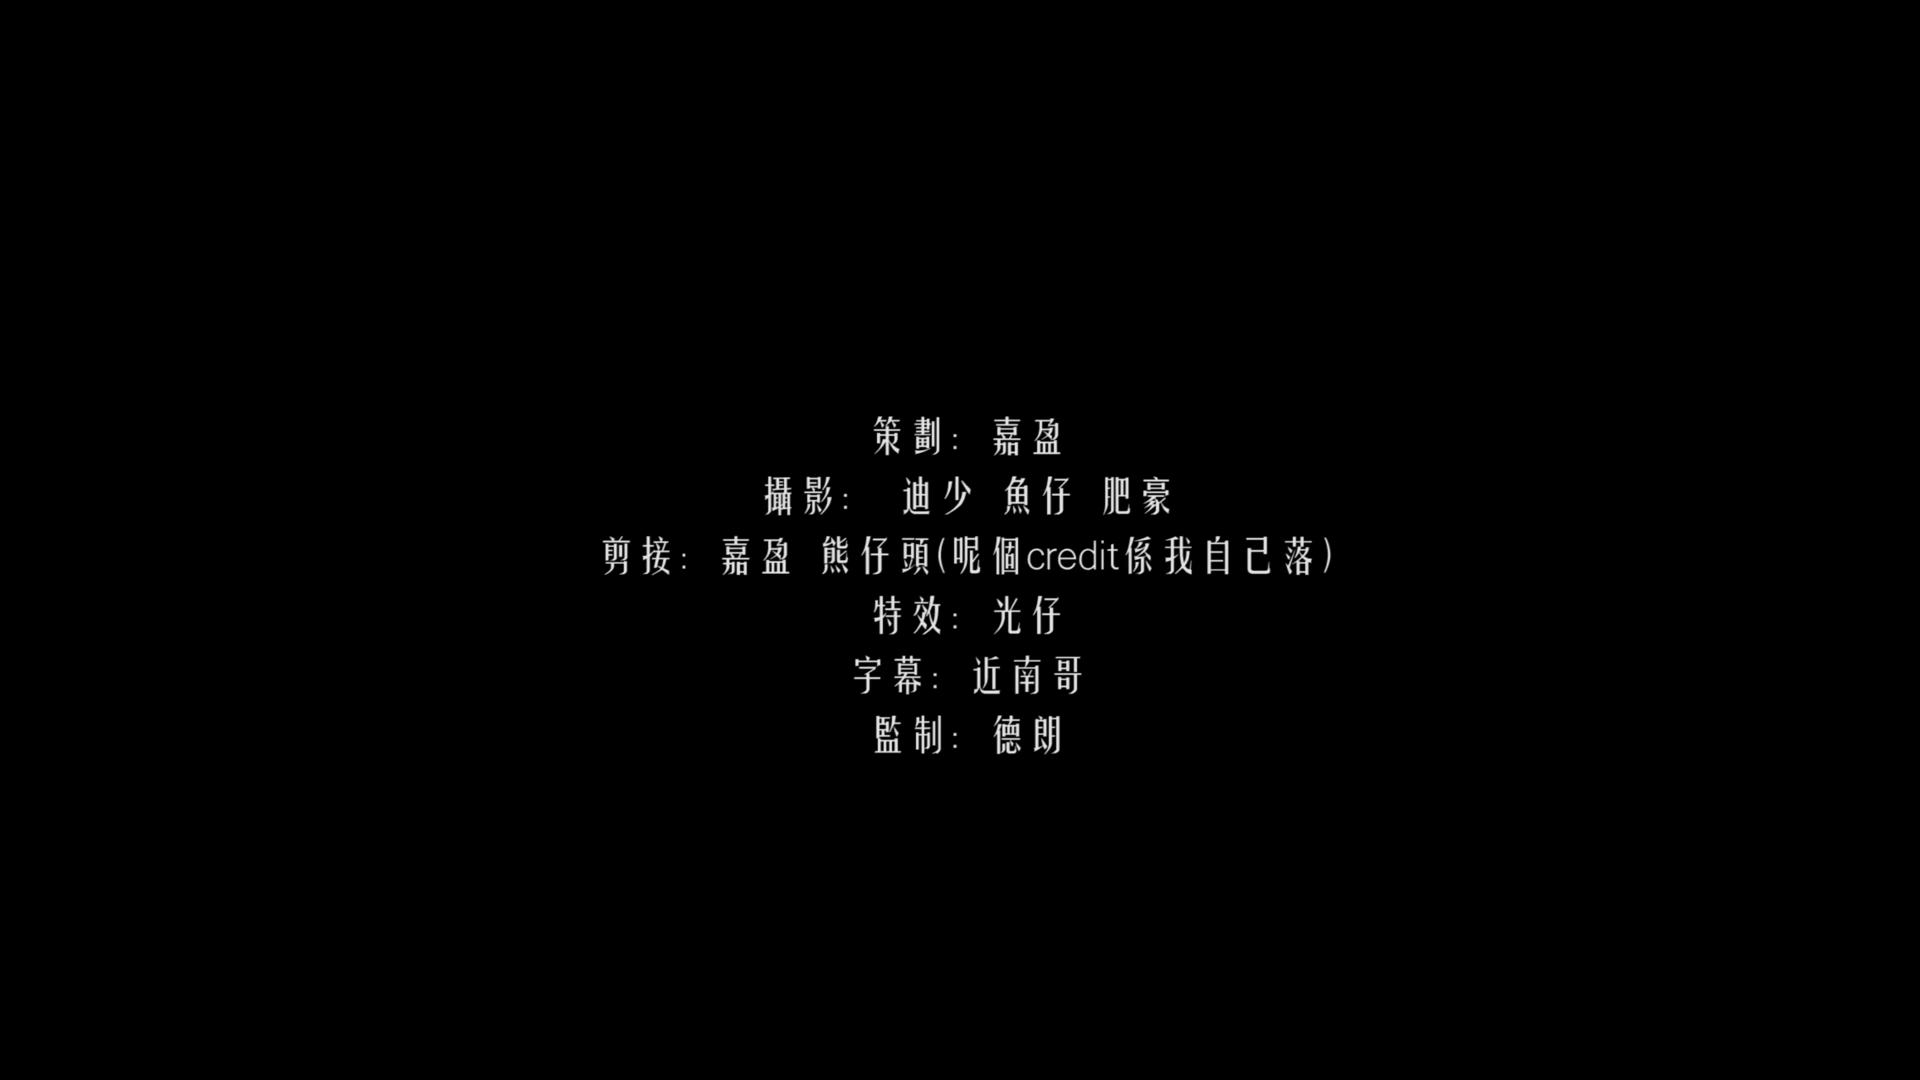 策劃: 嘉盈
攝影: 迪少 魚仔 肥豪
剪接: 嘉盈 熊仔頭(呢個credit係我自己落)
特效: 光仔
字幕: 近南哥
監制: 德朗